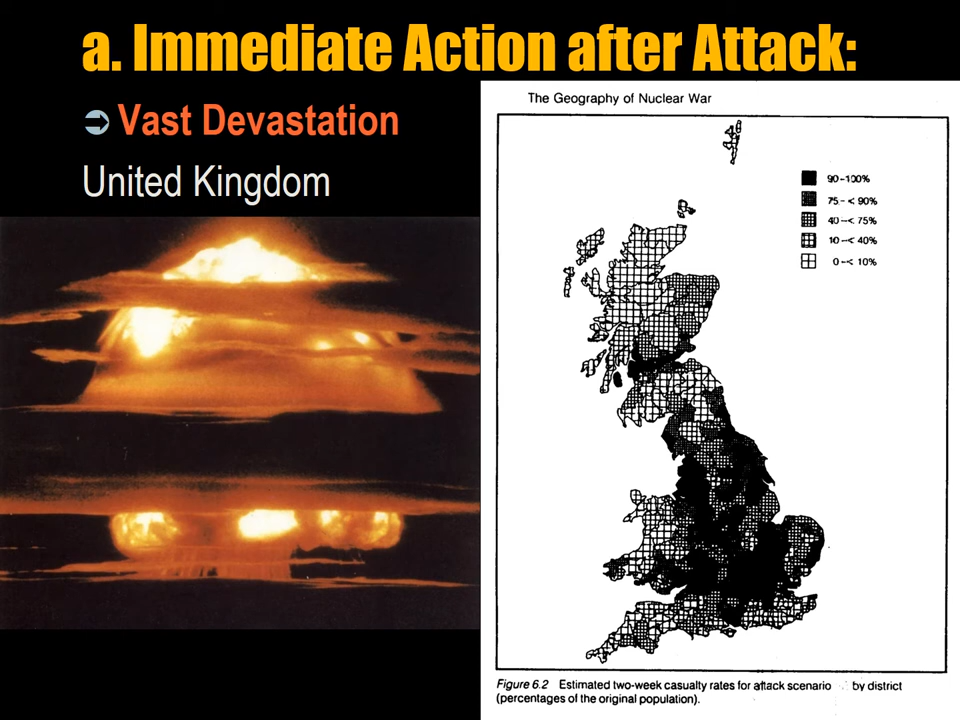 a. Immediate Action after Attack:
➲ Vast Devastation
United Kingdom
The Geography of Nuclear War
90-100%
75-< 90%
40-< 75%
10-< 40%
0-< 10%
Figure 6.2 Estimated two-week casualty rates for attack scenario by district
(percentages of the original population).